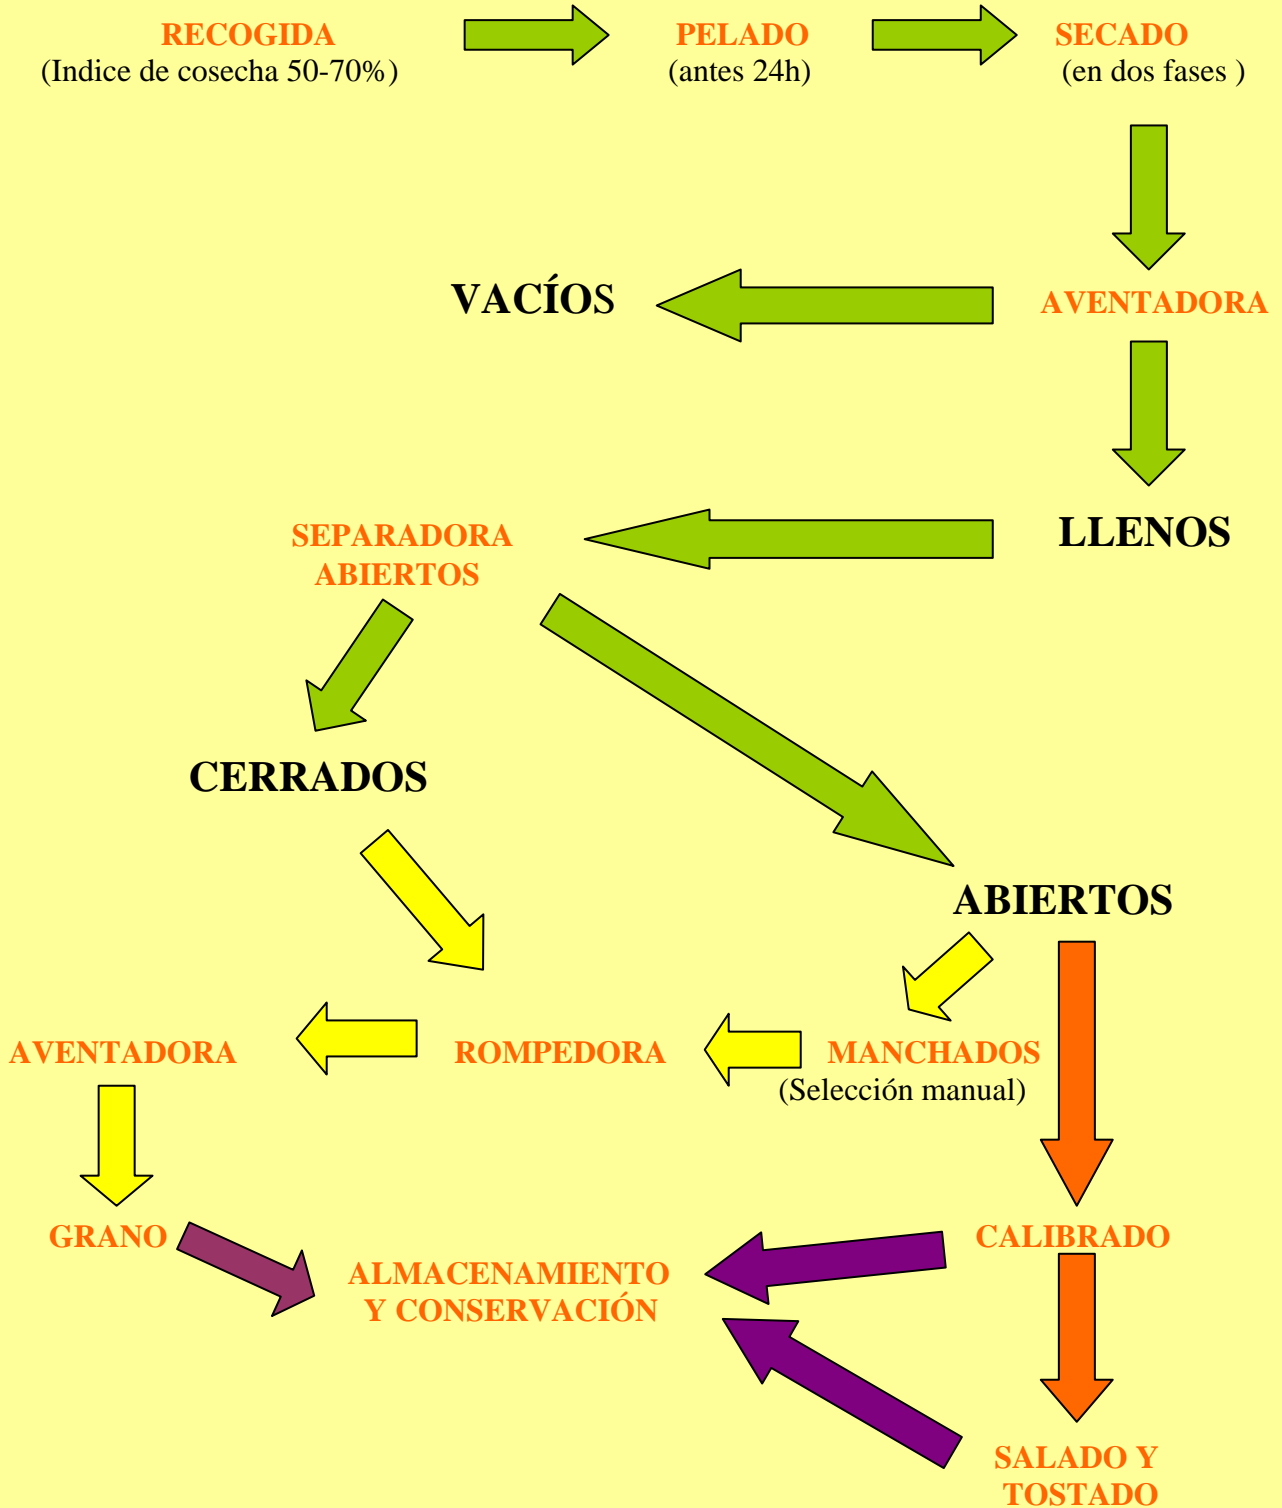 RECOGIDA
(Indice de cosecha 50-70%)
PELADO
(antes 24h)
SECADO
(en dos fases )
VACÍOS
AVENTADORA
LLENOS
SEPARADORA
ABIERTOS
CERRADOS
ABIERTOS
AVENTADORA
ROMPEDORA
MANCHADOS
(Selección manual)
GRANO
CALIBRADO
ALMACENAMIENTO
Y CONSERVACIÓN
SALADO Y
TOSTADO